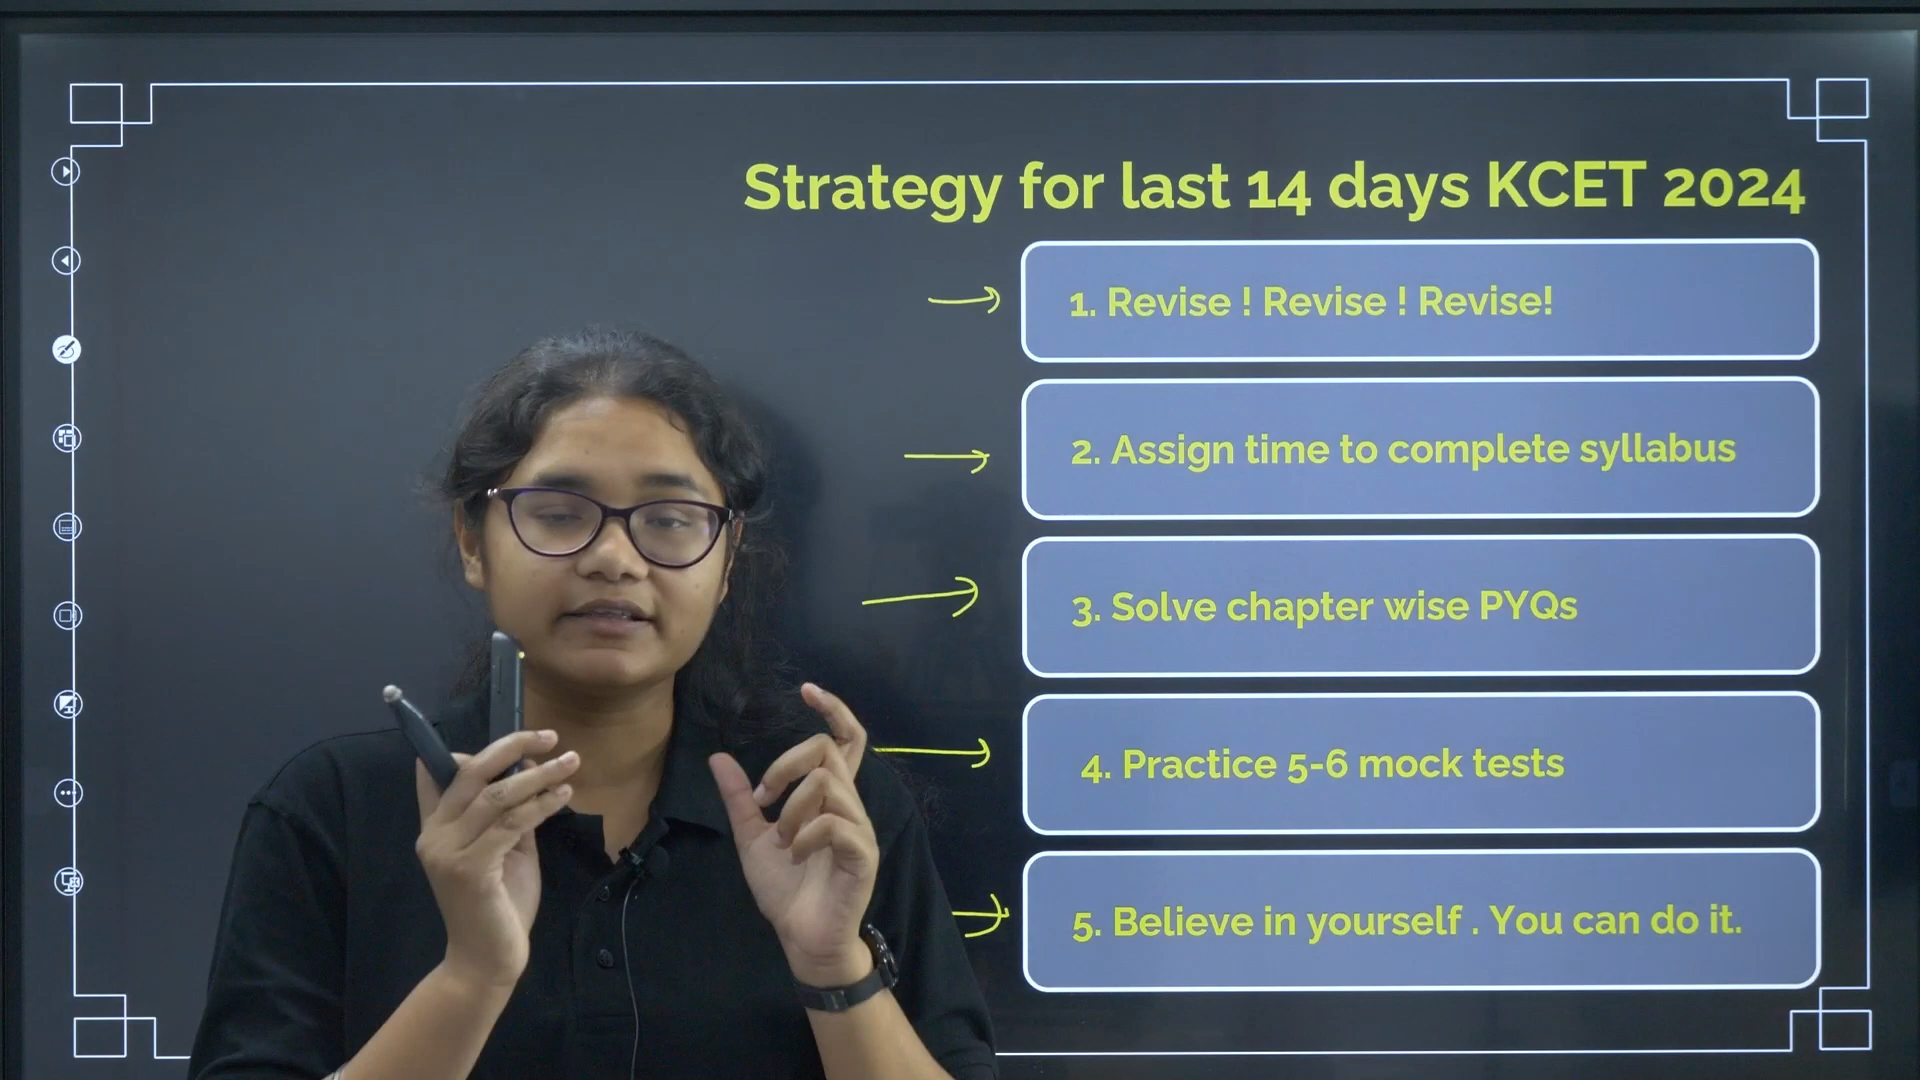 Strategy for last 14 days KCET 2024
1. Revise ! Revise ! Revise!
2. Assign time to complete syllabus
3. Solve chapter wise PYQs
4. Practice 5-6 mock tests
5. Believe in yourself . You can do it.